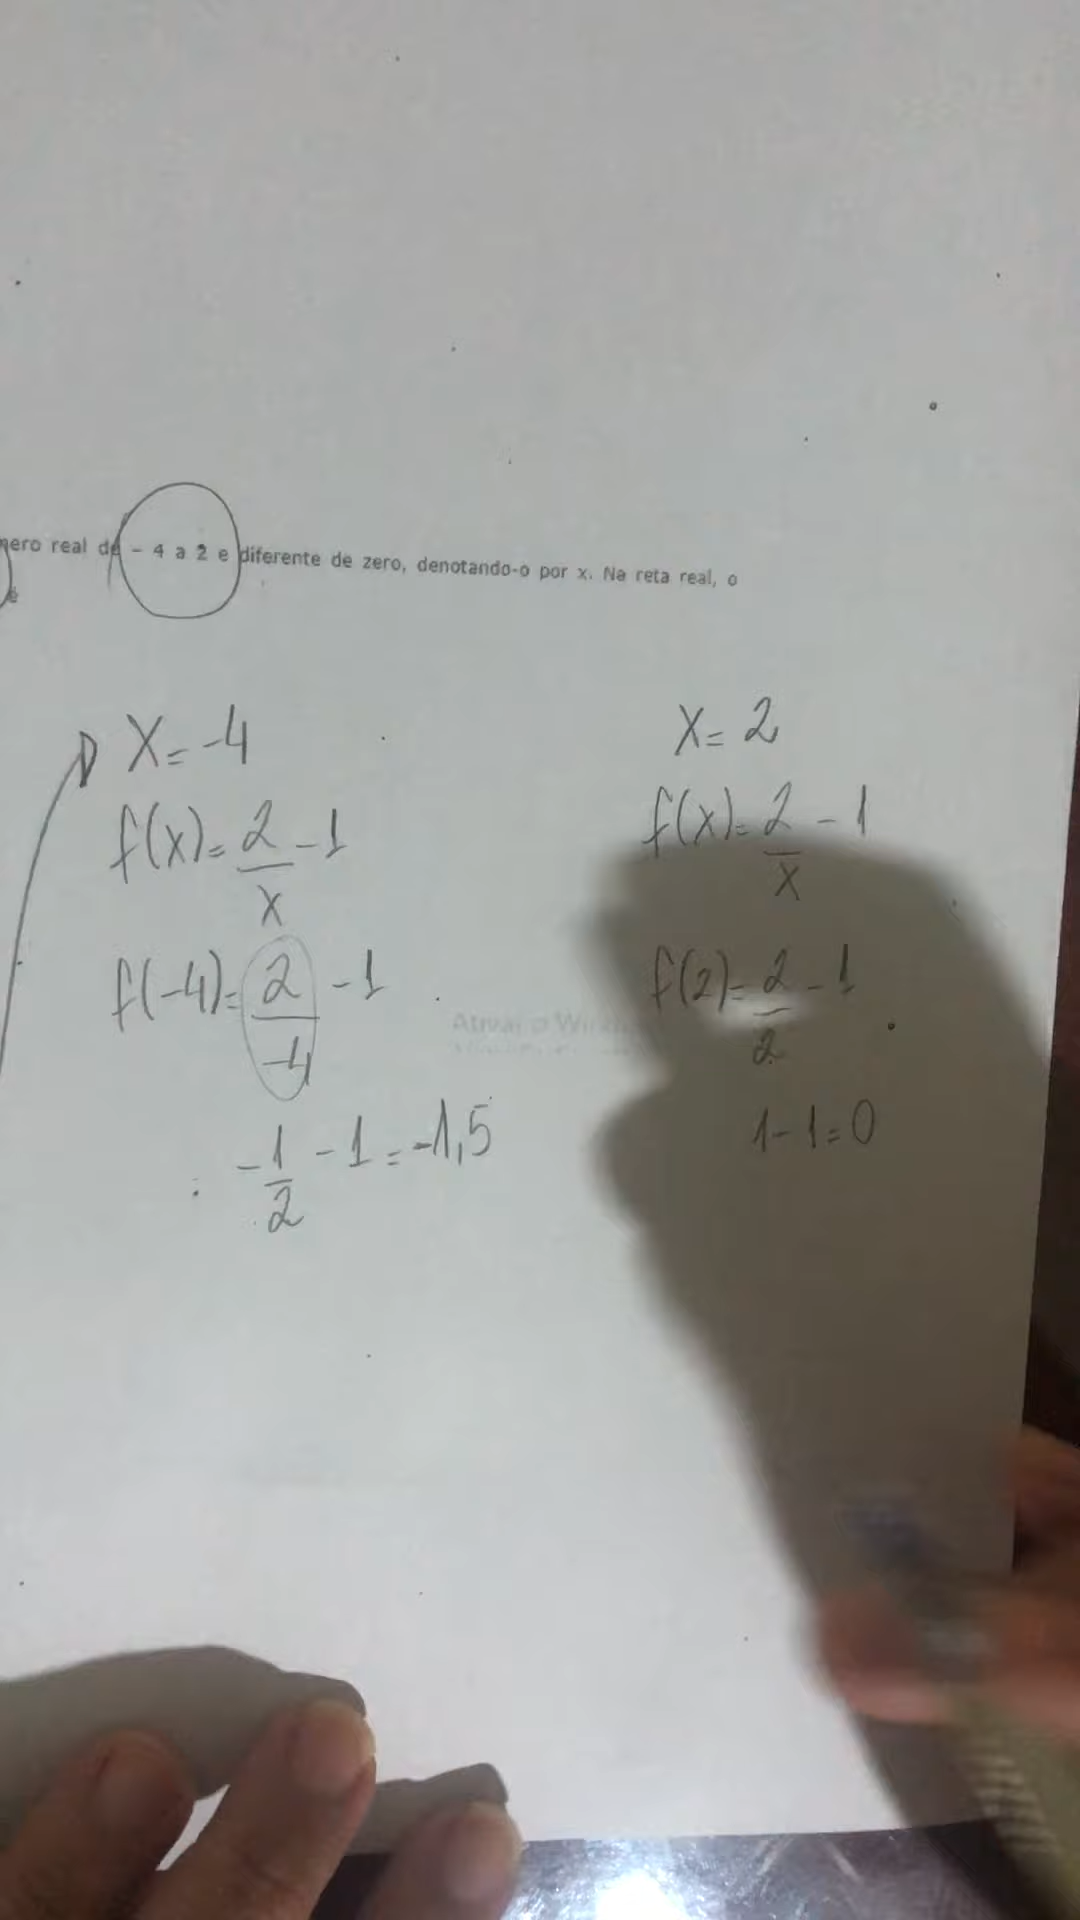 real de - 4 a 2 e diferente de zero, denotando-o por x. Na reta real, o
é
X = -4
f(x) = 2/x - 1
f(-4) = 2/-4 - 1
-1/2 - 1 = -1,5
X = 2
f(x) = 2/x - 1
f(2) = 2/2 - 1
1 - 1 = 0